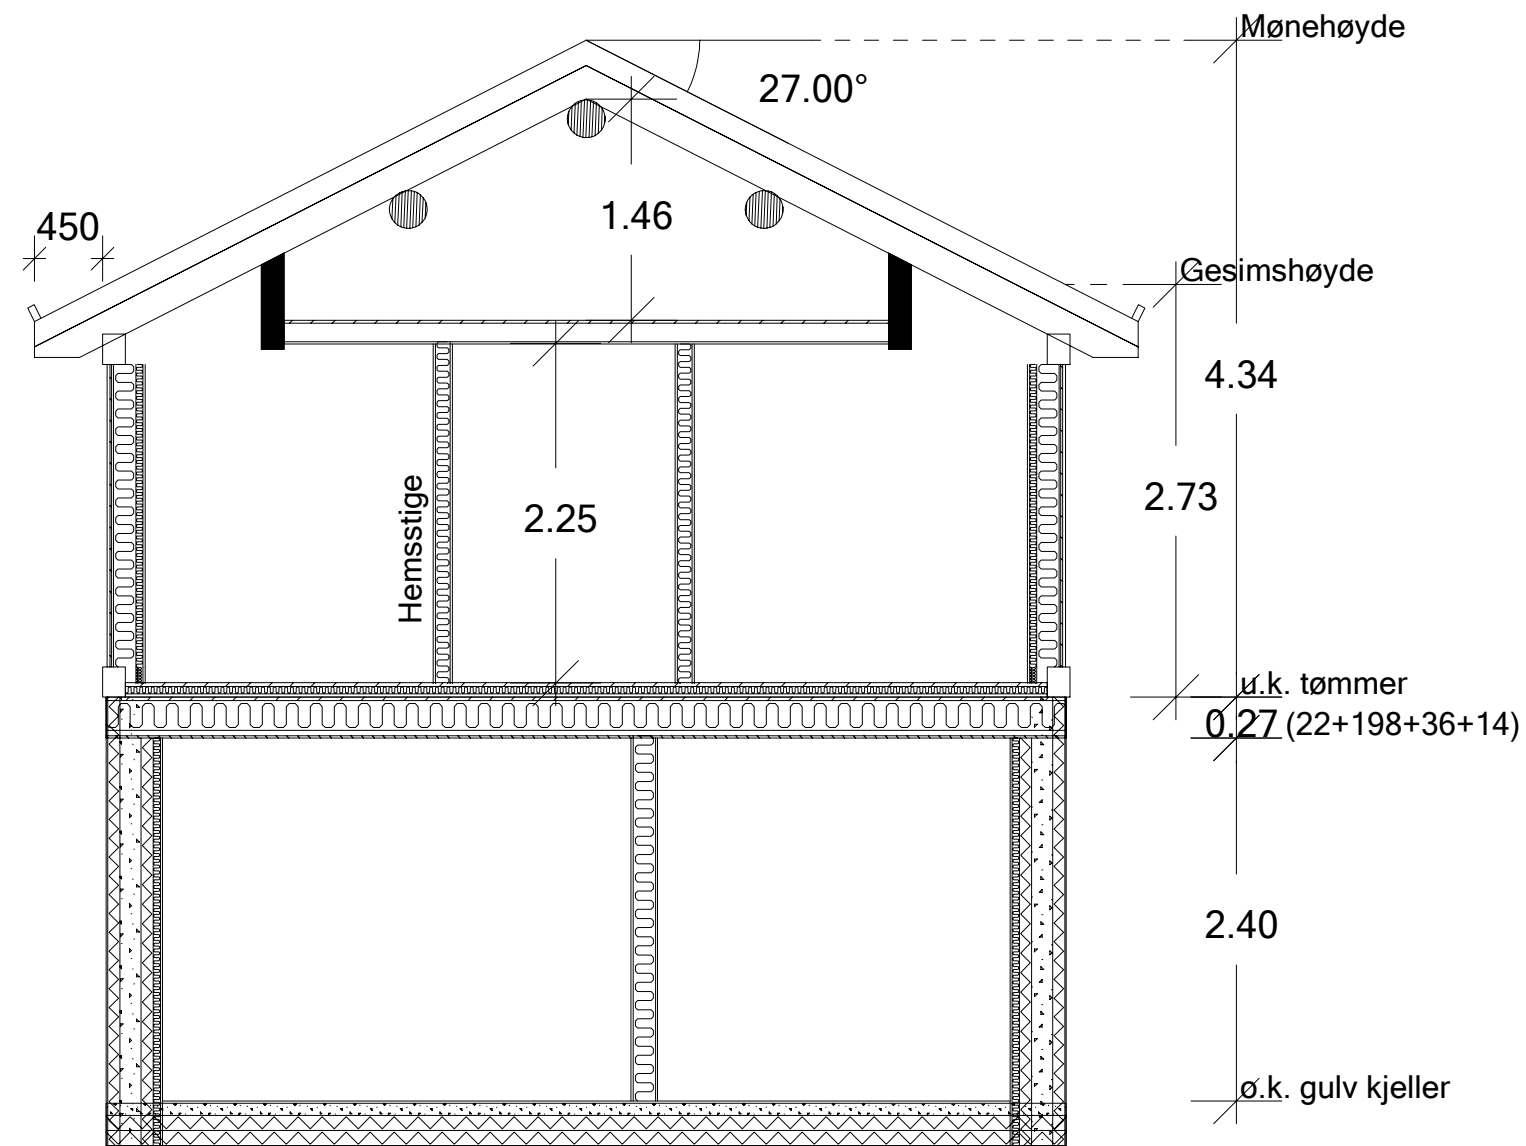 Mønehøyde
27.00°
450
1.46
Gesimshøyde
4.34
2.73
Hemsstige
2.25
u.k. tømmer
0.27 (22+198+36+14)
2.40
ø.k. gulv kjeller